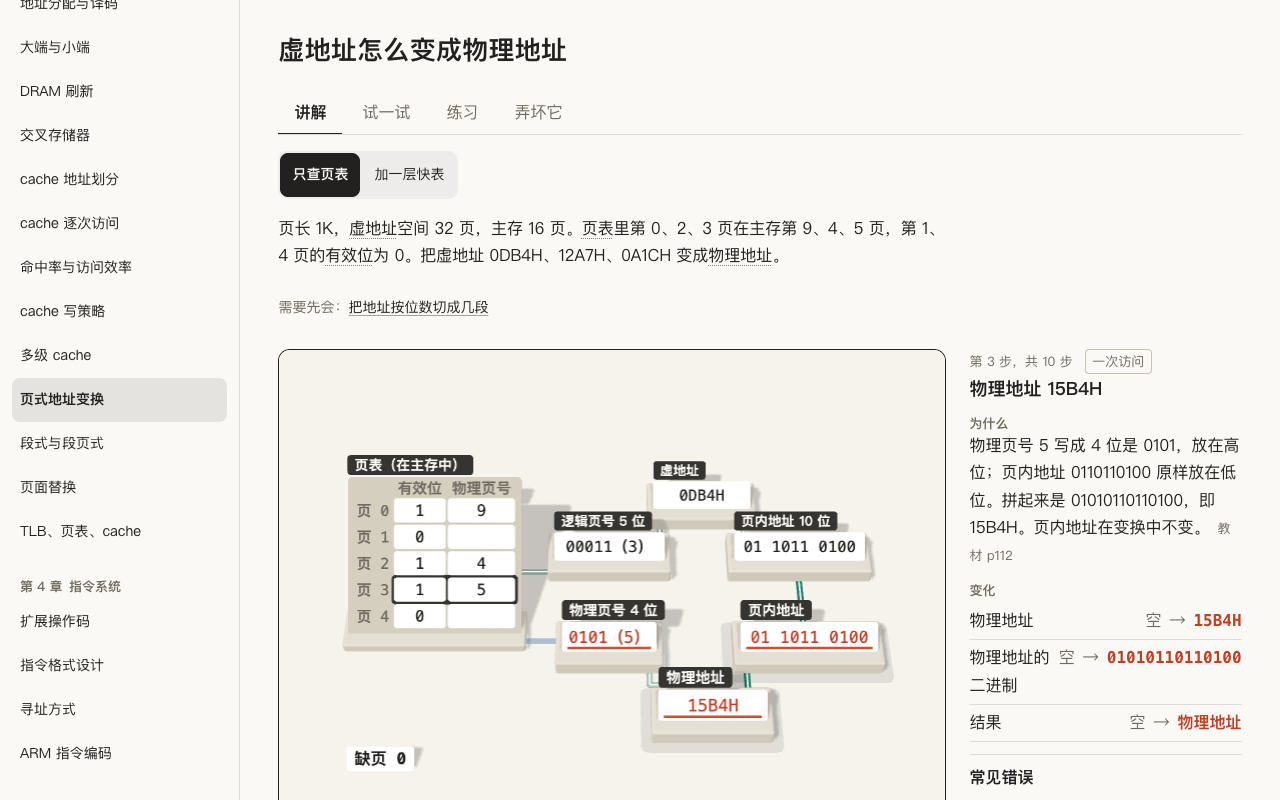 地址分配与译码
大端与小端
DRAM 刷新
交叉存储器
cache 地址划分
cache 逐次访问
命中率与访问效率
cache 写策略
多级 cache
页式地址变换
段式与段页式
页面替换
TLB、页表、cache
第 4 章 指令系统
扩展操作码
指令格式设计
寻址方式
ARM 指令编码
虚地址怎么变成物理地址
讲解 试一试 练习 弄坏它
只查页表 加一层快表
页长 1K，虚地址空间 32 页，主存 16 页。页表里第 0、2、3 页在主存第 9、4、5 页，第 1、
4 页的有效位为 0。把虚地址 0DB4H、12A7H、0A1CH 变成物理地址。
需要先会： 把地址按位数切成几段
页表（在主存中）
有效位 物理页号
页 0 1 9
页 1 0
页 2 1 4
页 3 1 5
页 4 0
虚地址
0DB4H
逻辑页号 5 位
00011 (3)
页内地址 10 位
01 1011 0100
物理页号 4 位
0101 (5)
页内地址
01 1011 0100
物理地址
15B4H
缺页 0
第 3 步，共 10 步 一次访问
物理地址 15B4H
为什么
物理页号 5 写成 4 位是 0101，放在高
位；页内地址 0110110100 原样放在低
位。拼起来是 01010110110100，即
15B4H。页内地址在变换中不变。 教
材 p112
变化
物理地址 空 → 15B4H
物理地址的 空 → 01010110110100
二进制
结果 空 → 物理地址
常见错误